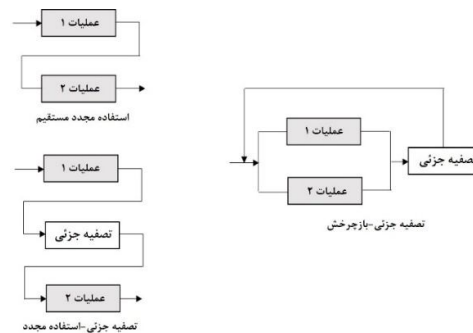 عملیات ۱
عملیات ۲
استفاده مجدد مستقیم
عملیات ۱
تصفیه جزئی
عملیات ۲
تصفیه جزئی-استفاده مجدد
عملیات ۱
تصفیه جزئی
عملیات ۲
تصفیه جزئی-بازچرخش